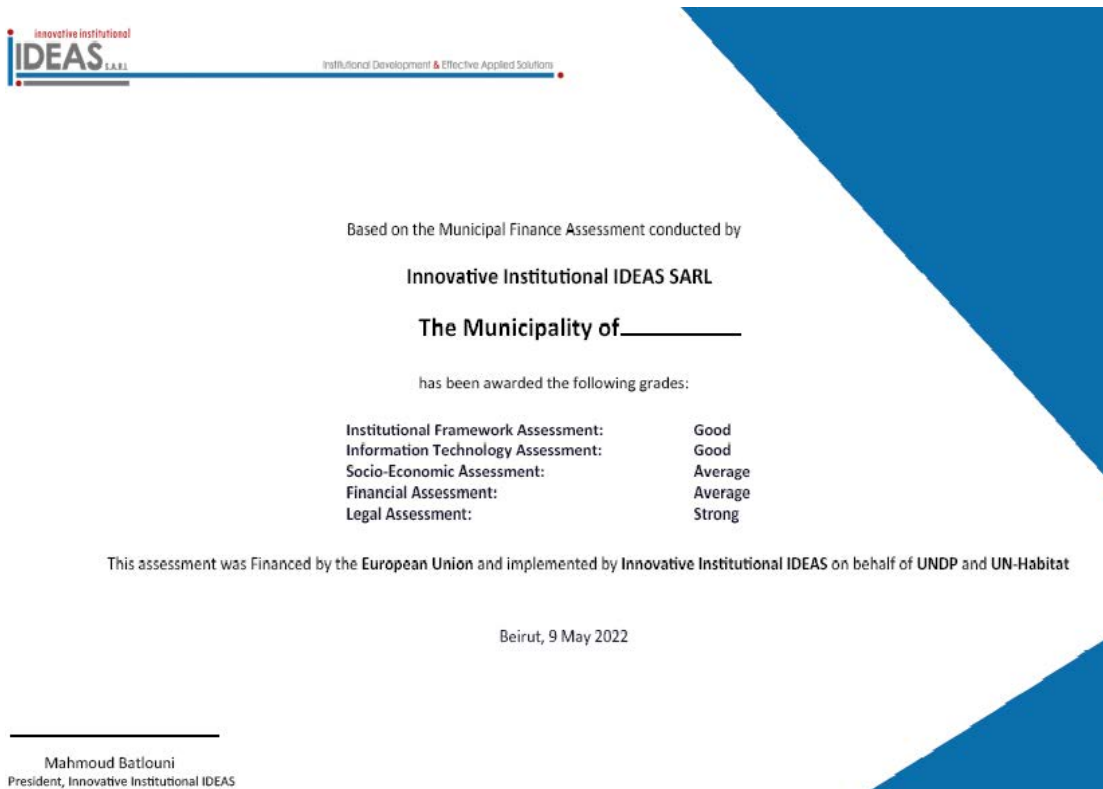 innovative institutional
IDEAS S.A.R.L
Institutional Development & Effective Applied Solutions
Based on the Municipal Finance Assessment conducted by
Innovative Institutional IDEAS SARL
The Municipality of
has been awarded the following grades:
Institutional Framework Assessment: Good
Information Technology Assessment: Good
Socio-Economic Assessment: Average
Financial Assessment: Average
Legal Assessment: Strong
This assessment was Financed by the European Union and implemented by Innovative Institutional IDEAS on behalf of UNDP and UN-Habitat
Beirut, 9 May 2022
Mahmoud Batlouni
President, Innovative Institutional IDEAS